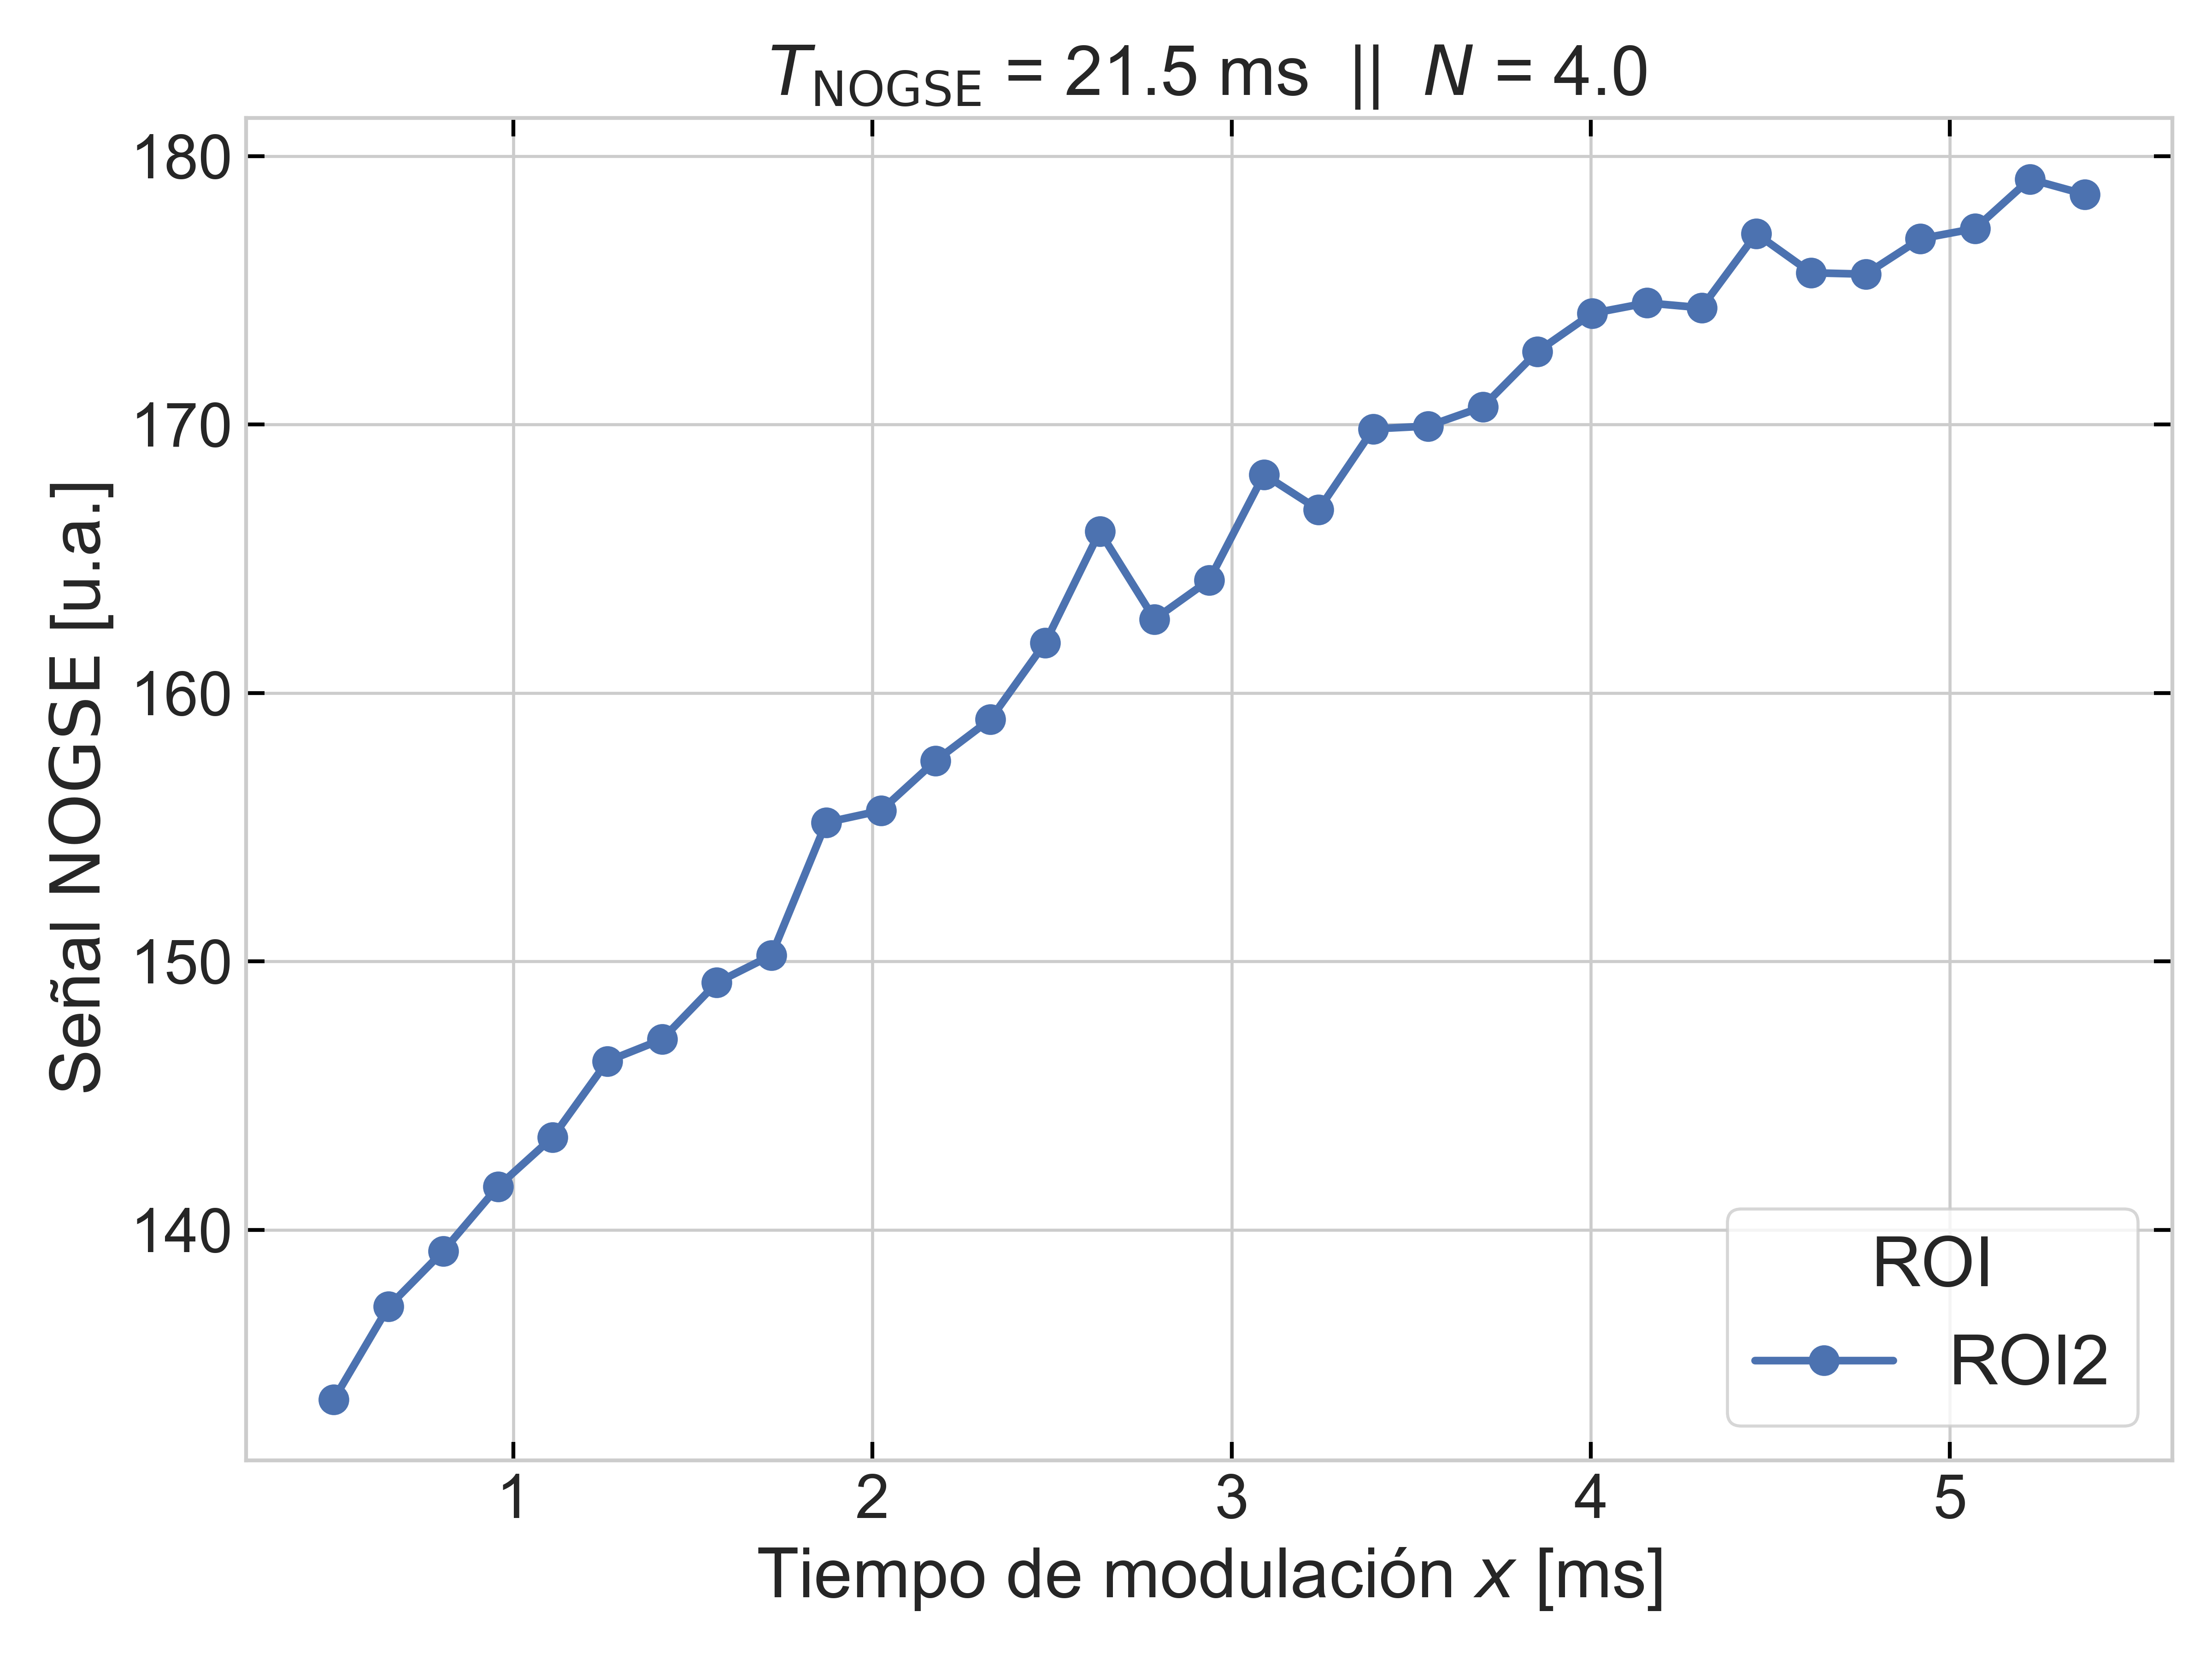 T_NOGSE = 21.5 ms || N = 4.0
180
170
160
150
140
Señal NOGSE [u.a.]
1 2 3 4 5
Tiempo de modulación x [ms]
ROI
ROI2